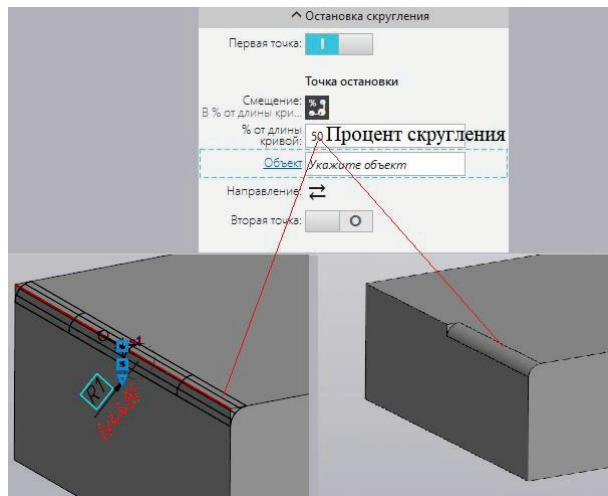 Остановка скругления
Первая точка:
Точка остановки
Смещение:
В % от длины кри...
% от длины кривой:
50 Процент скругления
Объект
Укажите объект
Направление:
Вторая точка:
R7